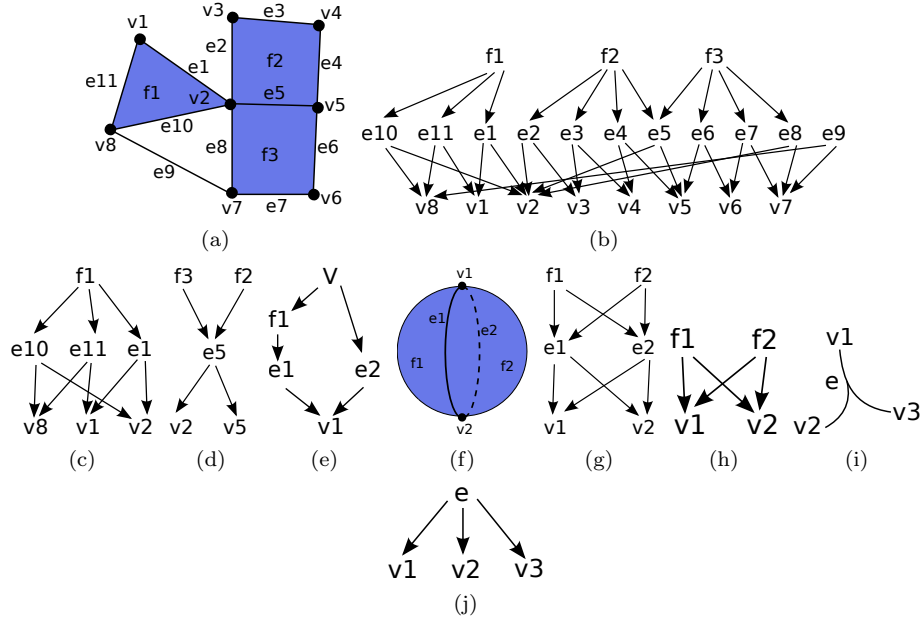 v1
v3
e3
v4
e2
f2
e4
e11
e1
f1
v2
e5
v5
e10
v8
e8
f3
e6
e9
v7
e7
v6
(a)
f1 f2 f3
e10 e11 e1 e2 e3 e4 e5 e6 e7 e8 e9
v8 v1 v2 v3 v4 v5 v6 v7
(b)
f1
e10 e11 e1
v8 v1 v2
(c)
f3 f2
e5
v2 v5
(d)
V
f1
e1 e2
v1
(e)
v1
e1
e2
f1 f2
v2
(f)
f1 f2
e1 e2
v1 v2
(g)
f1 f2
v1 v2
(h)
v1
e
v2 v3
(i)
e
v1 v2 v3
(j)